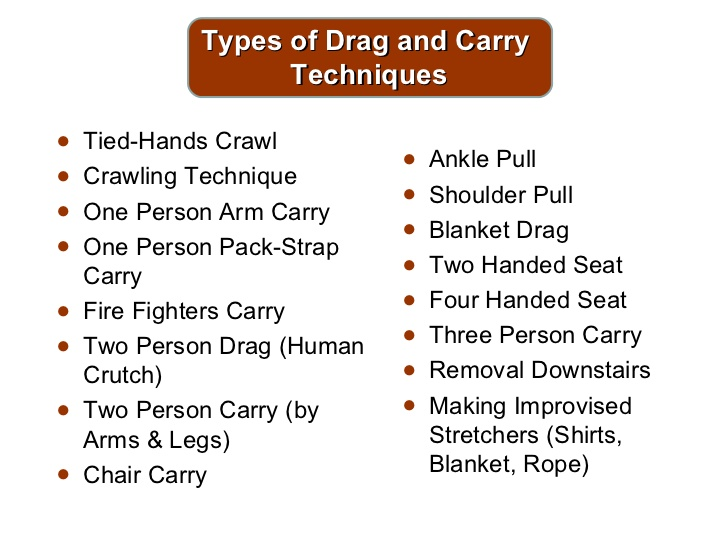 Types of Drag and Carry
Techniques
Tied-Hands Crawl
Crawling Technique
One Person Arm Carry
One Person Pack-Strap
Carry
Fire Fighters Carry
Two Person Drag (Human
Crutch)
Two Person Carry (by
Arms & Legs)
Chair Carry
Ankle Pull
Shoulder Pull
Blanket Drag
Two Handed Seat
Four Handed Seat
Three Person Carry
Removal Downstairs
Making Improvised
Stretchers (Shirts,
Blanket, Rope)